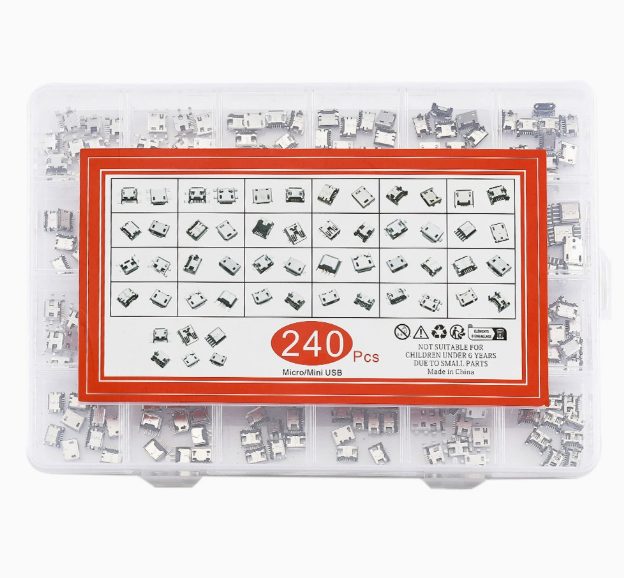 240 Pcs
Micro/Mini USB
NOT SUITABLE FOR
CHILDREN UNDER 6 YEARS
DUE TO SMALL PARTS
Made in China